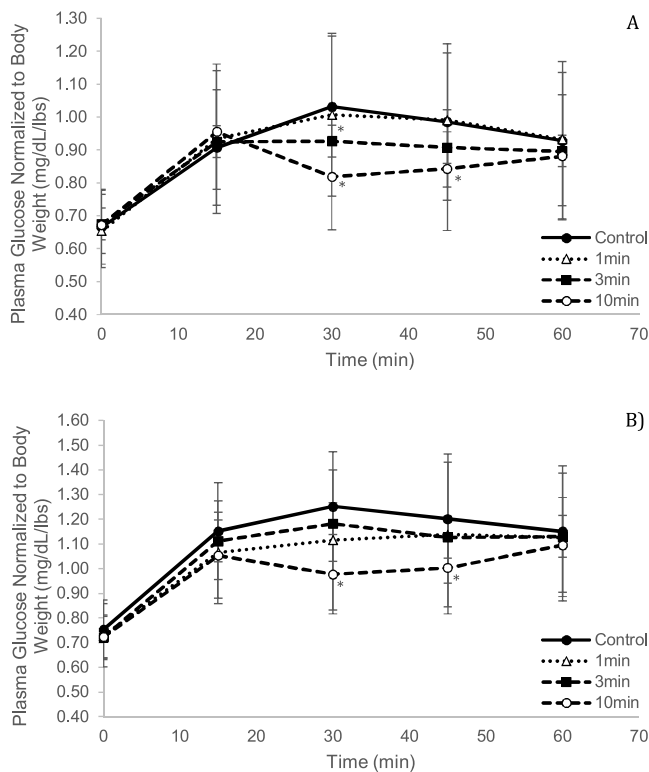 A
Plasma Glucose Normalized to Body
Weight (mg/dL/lbs)
1.30
1.20
1.10
1.00
0.90
0.80
0.70
0.60
0.50
0.40
*
*
*
Control
1min
3min
10min
0
10
20
30
40
50
60
70
Time (min)
B)
Plasma Glucose Normalized to Body
Weight (mg/dL/lbs)
1.60
1.50
1.40
1.30
1.20
1.10
1.00
0.90
0.80
0.70
0.60
0.50
0.40
*
*
Control
1min
3min
10min
0
10
20
30
40
50
60
70
Time (min)